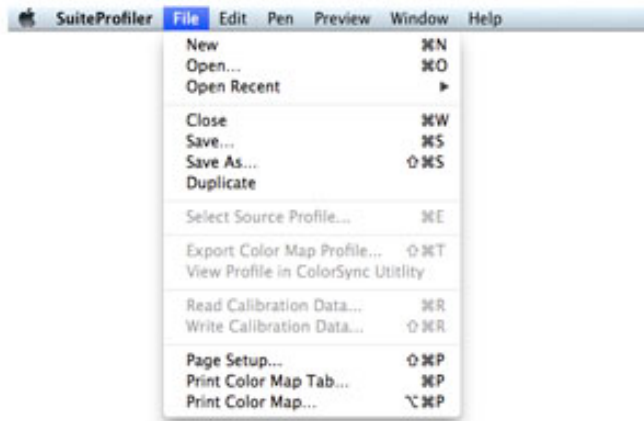 SuiteProfiler File Edit Pen Preview Window Help
New ⌘N
Open... ⌘O
Open Recent ▶
Close ⌘W
Save... ⌘S
Save As... ⇧⌘S
Duplicate
Select Source Profile... ⌘E
Export Color Map Profile... ⇧⌘T
View Profile in ColorSync Utitlity
Read Calibration Data... ⌘R
Write Calibration Data... ⇧⌘R
Page Setup... ⇧⌘P
Print Color Map Tab... ⌘P
Print Color Map... ⌥⌘P